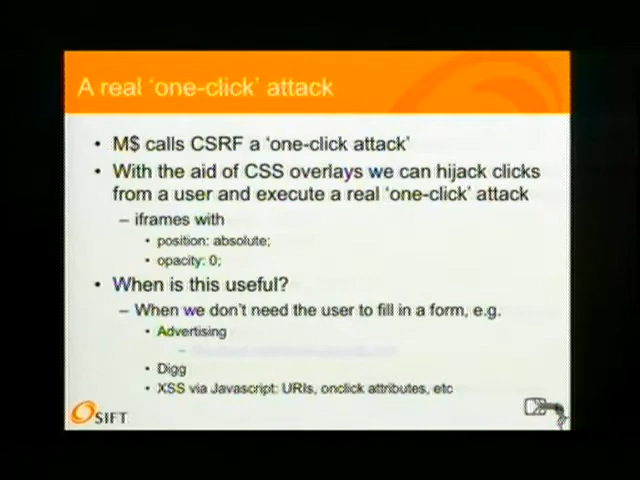 A real 'one-click' attack
• M$ calls CSRF a 'one-click attack'
• With the aid of CSS overlays we can hijack clicks
from a user and execute a real 'one-click' attack
– iframes with
• position: absolute;
• opacity: 0;
• When is this useful?
– When we don't need the user to fill in a form, e.g.
• Advertising
• Digg
• XSS via Javascript: URIs, onclick attributes, etc
SIFT